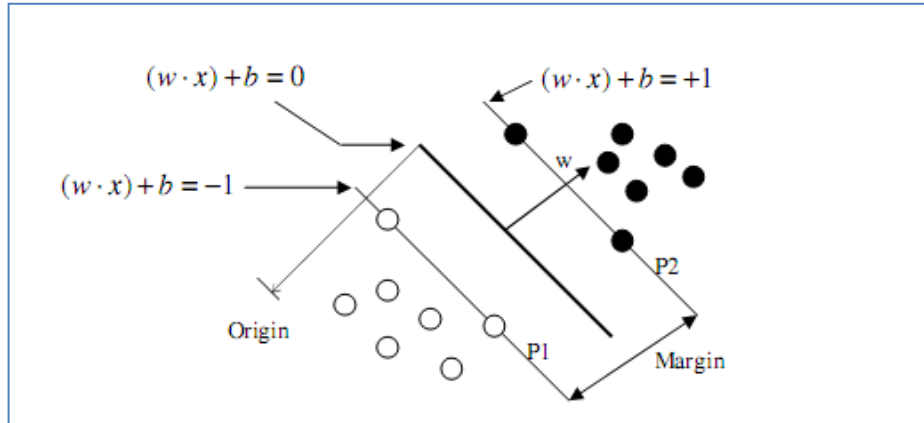 (w · x) + b = 0
(w · x) + b = +1
w
(w · x) + b = −1
P2
Origin
P1
Margin